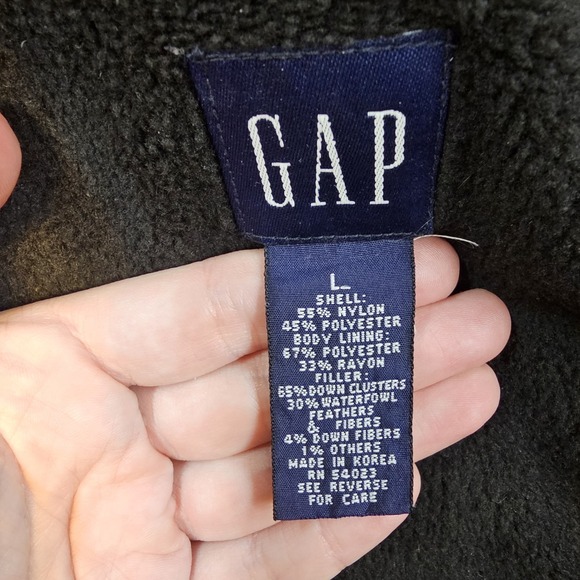 GAP
L
SHELL:
55% NYLON
45% POLYESTER
BODY LINING:
67% POLYESTER
33% RAYON
FILLER:
65% DOWN CLUSTERS
30% WATERFOWL
FEATHERS
& FIBERS
4% DOWN FIBERS
1% OTHERS
MADE IN KOREA
RN 54023
SEE REVERSE
FOR CARE